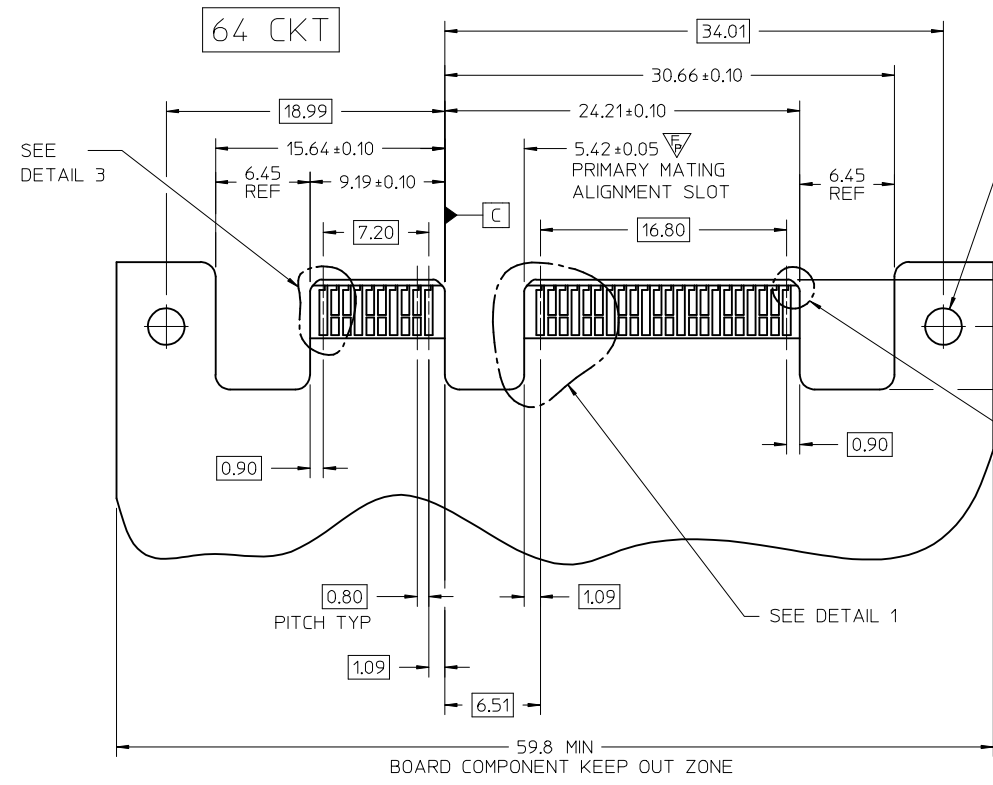 64 CKT
34.01
30.66±0.10
18.99
24.21±0.10
SEE
DETAIL 3
15.64±0.10
5.42±0.05 F P
PRIMARY MATING
ALIGNMENT SLOT
6.45
REF
9.19±0.10
6.45
REF
C
7.20
16.80
0.90
0.90
0.80
PITCH TYP
1.09
SEE DETAIL 1
1.09
6.51
59.8 MIN
BOARD COMPONENT KEEP OUT ZONE